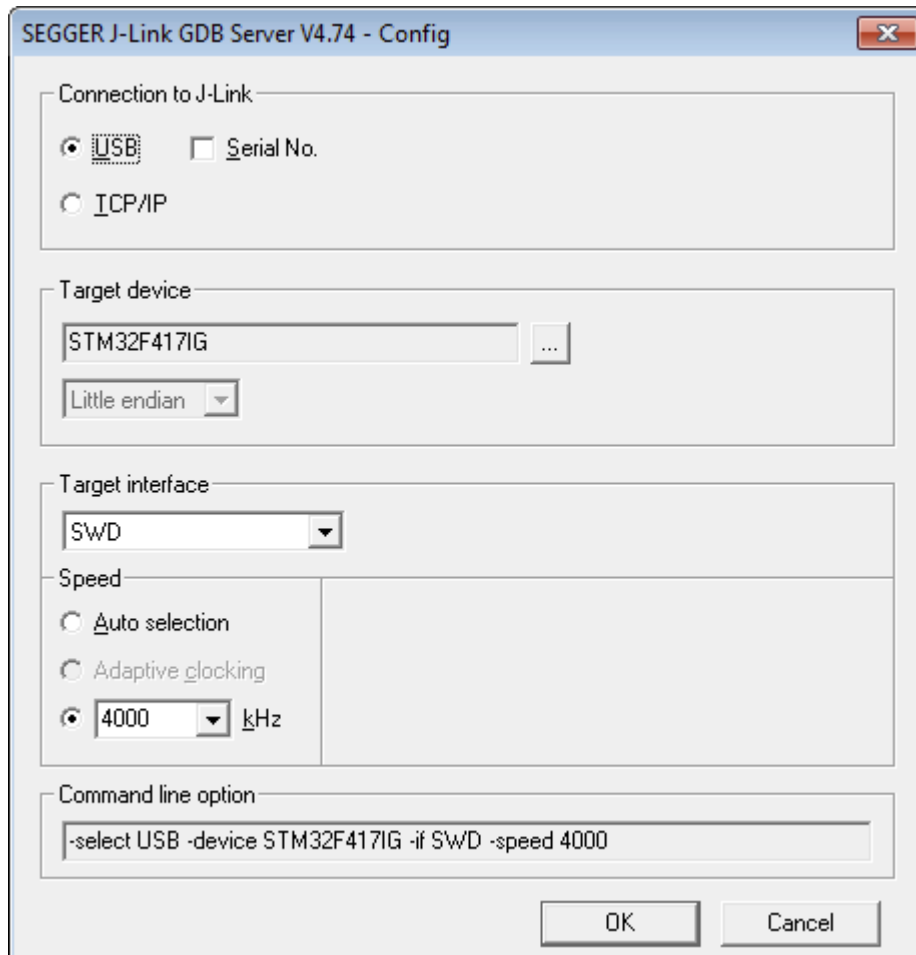 SEGGER J-Link GDB Server V4.74 - Config
Connection to J-Link
USB Serial No.
TCP/IP
Target device
STM32F417IG ...
Little endian
Target interface
SWD
Speed
Auto selection
Adaptive clocking
4000 kHz
Command line option
-select USB -device STM32F417IG -if SWD -speed 4000
OK Cancel